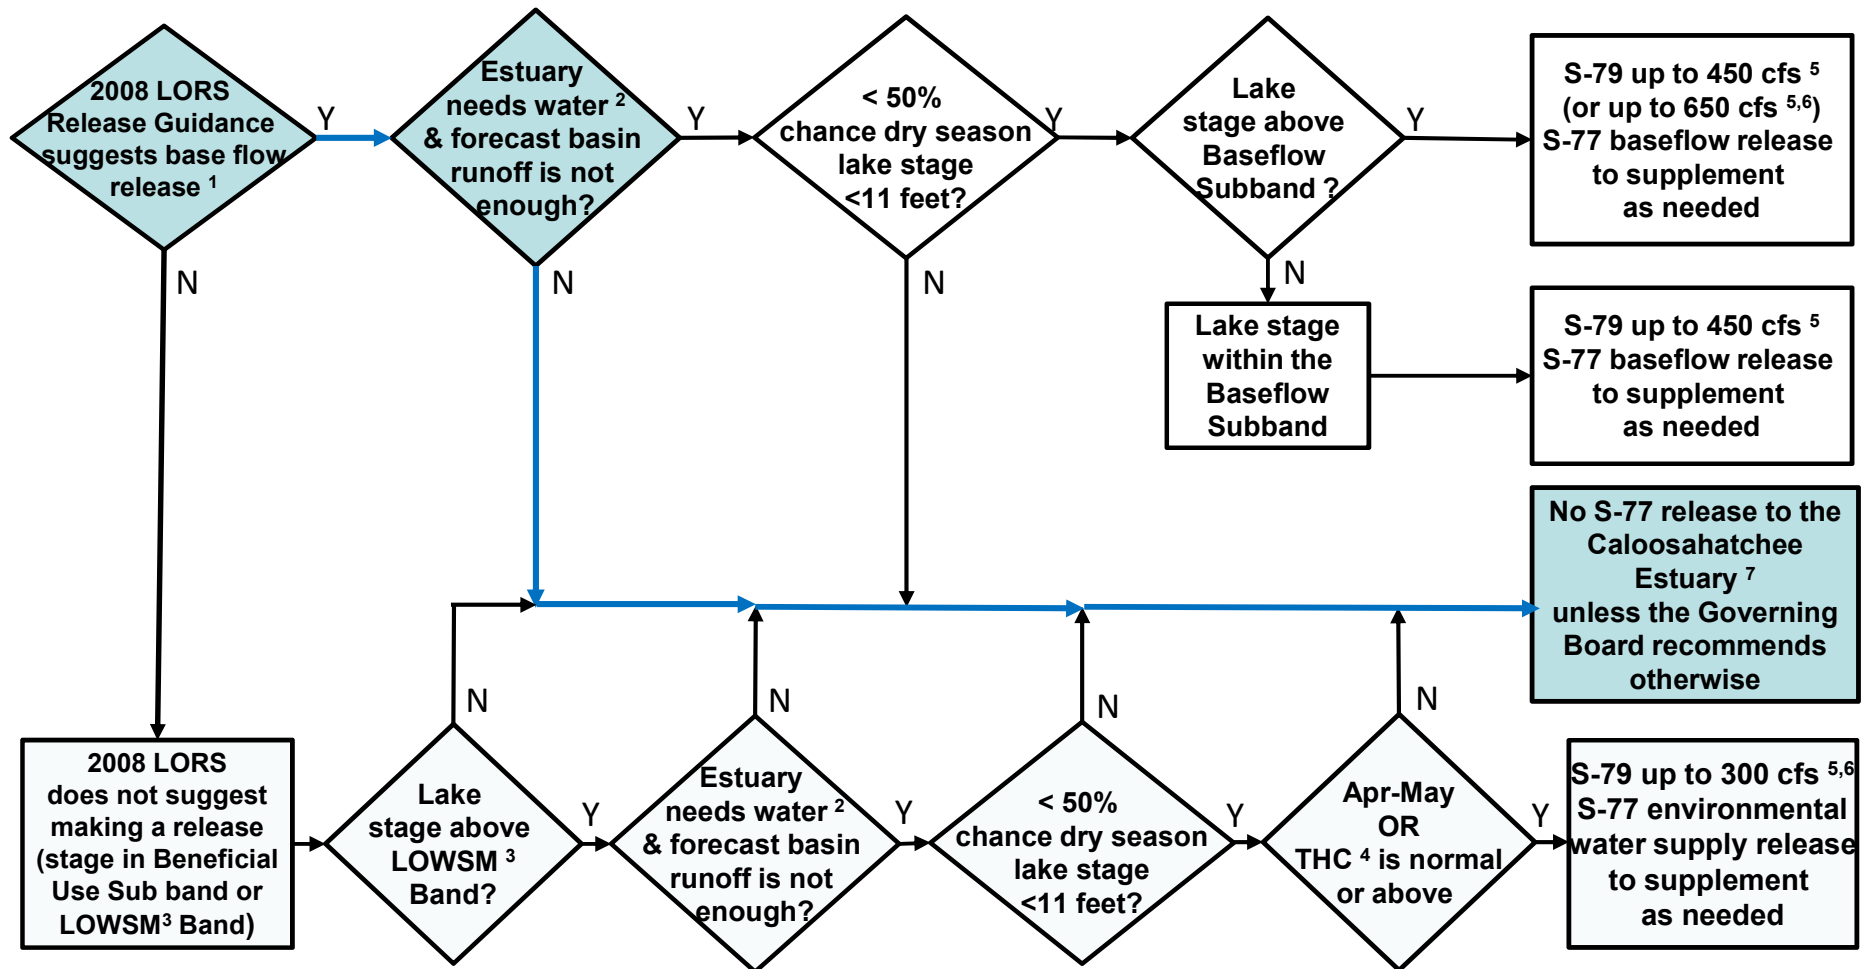 2008 LORS
Release Guidance
suggests base flow
release ¹
Y
N
Estuary
needs water ²
& forecast basin
runoff is not
enough?
Y
N
< 50%
chance dry season
lake stage
<11 feet?
Y
N
Lake
stage above
Baseflow
Subband ?
Y
N
S-79 up to 450 cfs ⁵
(or up to 650 cfs ⁵,⁶)
S-77 baseflow release
to supplement
as needed
Lake stage
within the
Baseflow
Subband
S-79 up to 450 cfs ⁵
S-77 baseflow release
to supplement
as needed
No S-77 release to the
Caloosahatchee
Estuary ⁷
unless the Governing
Board recommends
otherwise
2008 LORS
does not suggest
making a release
(stage in Beneficial
Use Sub band or
LOWSM³ Band)
Lake
stage above
LOWSM ³
Band?
N
Y
Estuary
needs water ²
& forecast basin
runoff is not
enough?
N
Y
< 50%
chance dry season
lake stage
<11 feet?
N
Y
Apr-May
OR
THC ⁴ is normal
or above
N
Y
S-79 up to 300 cfs ⁵,⁶
S-77 environmental
water supply release
to supplement
as needed